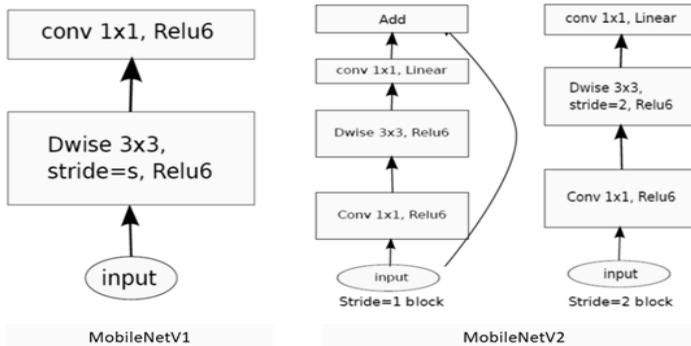 conv 1x1, Relu6
Dwise 3x3,
stride=s, Relu6
input
MobileNetV1
Add
conv 1x1, Linear
Dwise 3x3, Relu6
Conv 1x1, Relu6
input
Stride=1 block
conv 1x1, Linear
Dwise 3x3,
stride=2, Relu6
Conv 1x1, Relu6
input
Stride=2 block
MobileNetV2